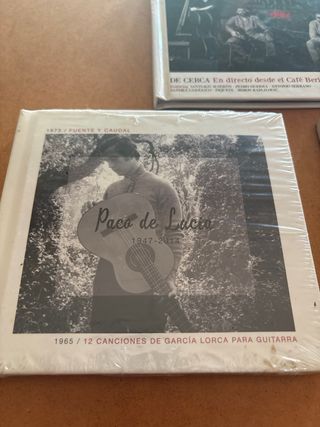 DE CERCA En directo desde el Café Berl
1973 / FUENTE Y CAUDAL
Paco de Lucía
1947-2014
1965 / 12 CANCIONES DE GARCÍA LORCA PARA GUITARRA